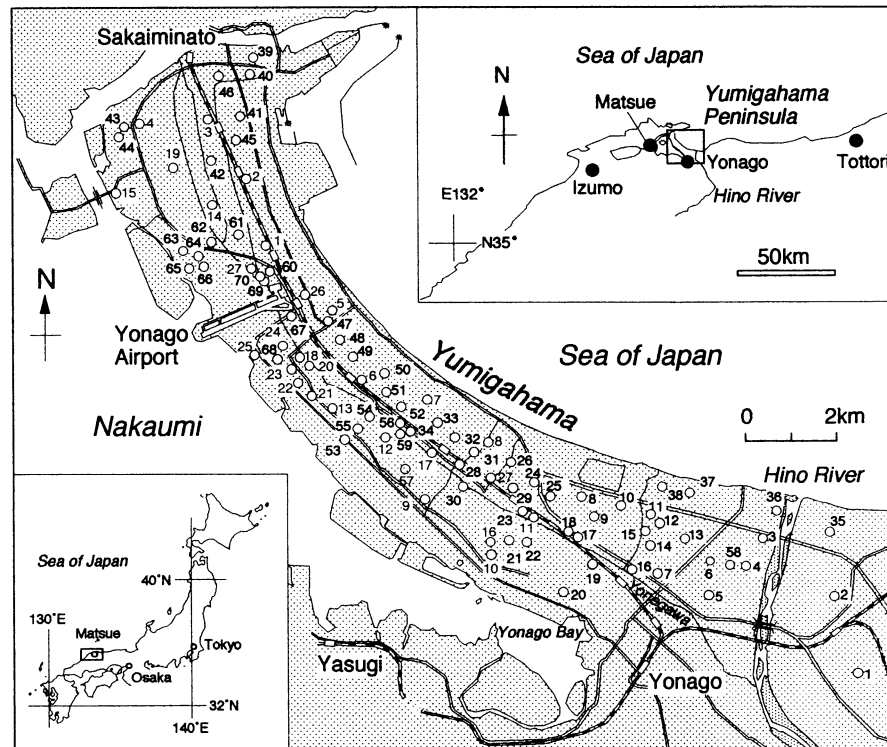 Sakaiminato
39
40
46
43
4
3
41
44
45
19
42
2
15
14
61
62
63
64
1
65
66
27
60
70
69
26
N
5
47
67
Yonago
Airport
24
48
25
68
18
49
20
50
23
6
22
51
7
21
13
52
54
33
56
34
55
32
8
53
12
59
17
31
26
28
27
24
57
30
29
25
8
10
38
37
9
23
11
9
11
12
36
35
18
17
15
13
3
16
14
21
22
10
58
19
16
7
6
4
20
5
2
1
Yumigahama
Sea of Japan
Nakaumi
0 2km
Hino River
Yonegawa
Yonago Bay
Yasugi
Yonago
Sea of Japan
N
Matsue
Yumigahama
Peninsula
Yonago
Tottori
Izumo
Hino River
E132°
N35°
50km
Sea of Japan
40°N
130°E
Matsue
Tokyo
Osaka
32°N
140°E